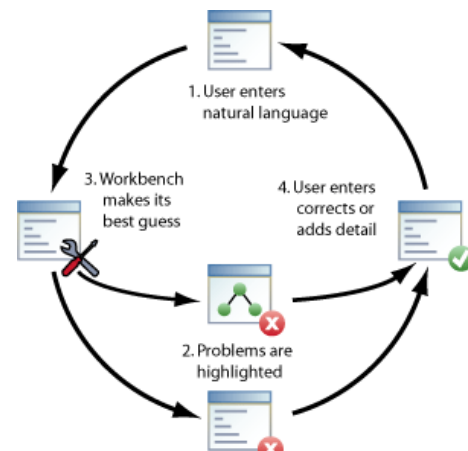 1. User enters
natural language
3. Workbench
makes its
best guess
4. User enters
corrects or
adds detail
2. Problems are
highlighted